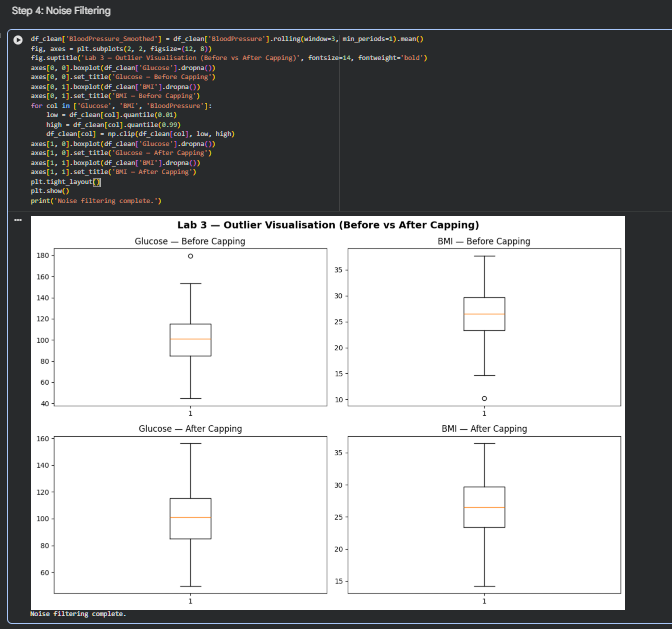 Step 4: Noise Filtering
df_clean['BloodPressure_Smoothed'] = df_clean['BloodPressure'].rolling(window=3, min_periods=1).mean()
fig, axes = plt.subplots(2, 2, figsize=(12, 8))
fig.suptitle('Lab 3 — Outlier Visualisation (Before vs After Capping)', fontsize=14, fontweight='bold')
axes[0, 0].boxplot(df_clean['Glucose'].dropna())
axes[0, 0].set_title('Glucose — Before Capping')
axes[0, 1].boxplot(df_clean['BMI'].dropna())
axes[0, 1].set_title('BMI — Before Capping')
for col in ['Glucose', 'BMI', 'BloodPressure']:
    low = df_clean[col].quantile(0.01)
    high = df_clean[col].quantile(0.99)
    df_clean[col] = np.clip(df_clean[col], low, high)
axes[1, 0].boxplot(df_clean['Glucose'].dropna())
axes[1, 0].set_title('Glucose — After Capping')
axes[1, 1].boxplot(df_clean['BMI'].dropna())
axes[1, 1].set_title('BMI — After Capping')
plt.tight_layout()
plt.show()
print('Noise filtering complete.')
Lab 3 — Outlier Visualisation (Before vs After Capping)
Glucose — Before Capping
180
160
140
120
100
80
60
40
1
BMI — Before Capping
35
30
25
20
15
10
1
Glucose — After Capping
160
140
120
100
80
60
1
BMI — After Capping
35
30
25
20
15
1
Noise filtering complete.